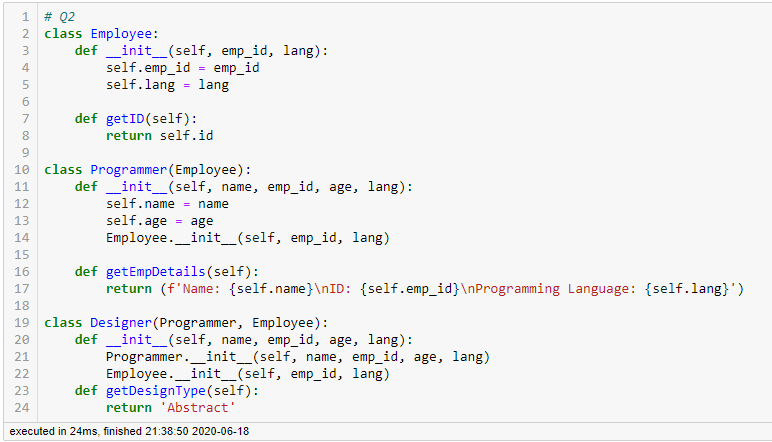 1 # Q2
2 class Employee:
3     def __init__(self, emp_id, lang):
4         self.emp_id = emp_id
5         self.lang = lang
6
7     def getID(self):
8         return self.id
9
10 class Programmer(Employee):
11     def __init__(self, name, emp_id, age, lang):
12         self.name = name
13         self.age = age
14         Employee.__init__(self, emp_id, lang)
15
16     def getEmpDetails(self):
17         return (f'Name: {self.name}\nID: {self.emp_id}\nProgramming Language: {self.lang}')
18
19 class Designer(Programmer, Employee):
20     def __init__(self, name, emp_id, age, lang):
21         Programmer.__init__(self, name, emp_id, age, lang)
22         Employee.__init__(self, emp_id, lang)
23     def getDesignType(self):
24         return 'Abstract'
executed in 24ms, finished 21:38:50 2020-06-18